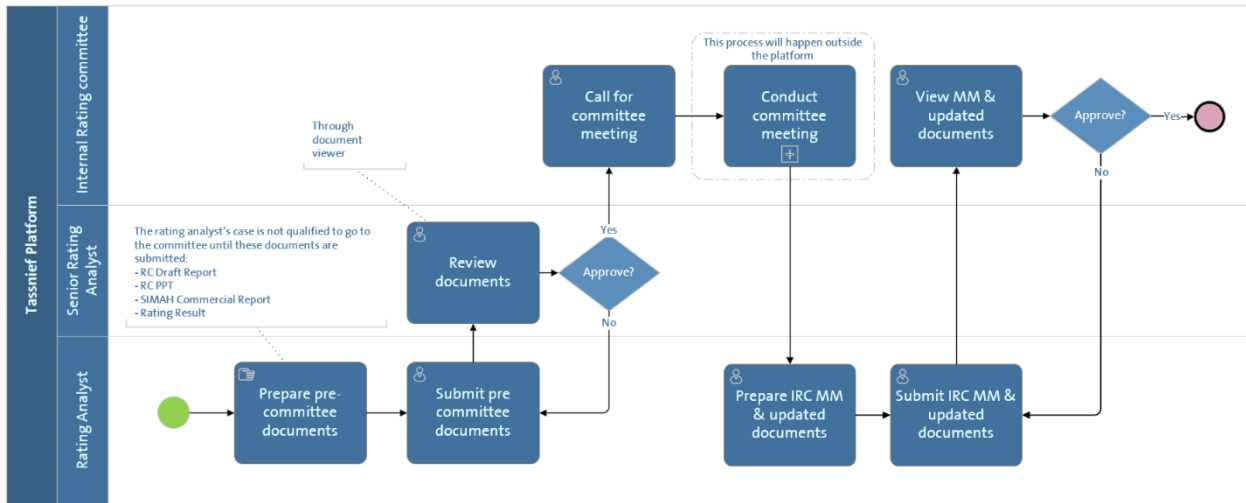 Tassnief Platform
Internal Rating committee
Senior Rating
Analyst
Rating Analyst
This process will happen outside
the platform
Call for
committee
meeting
Conduct
committee
meeting
View MM &
updated
documents
Approve?
Yes
No
Through
document
viewer
The rating analyst's case is not qualified to go to
the committee until these documents are
submitted:
- RC Draft Report
- RC PPT
- SIMAH Commercial Report
- Rating Result
Review
documents
Approve?
Yes
No
Prepare pre-
committee
documents
Submit pre
committee
documents
Prepare IRC MM
& updated
documents
Submit IRC MM &
updated
documents